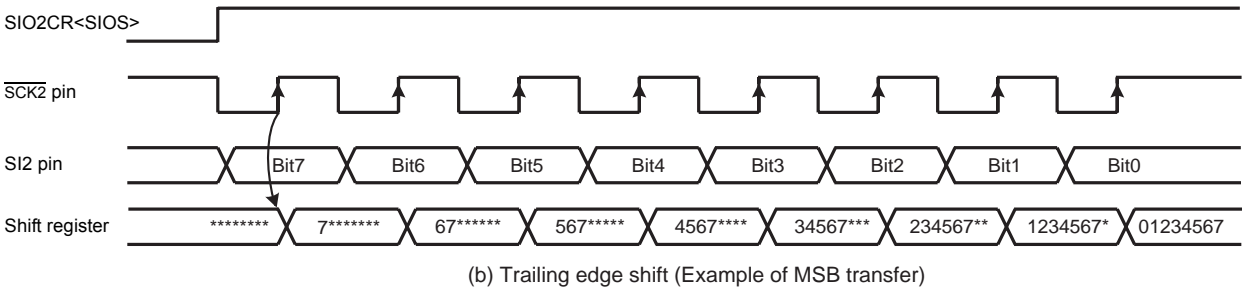 SIO2CR<SIOS>
SCK2 pin
SI2 pin Bit7 Bit6 Bit5 Bit4 Bit3 Bit2 Bit1 Bit0
Shift register ******** 7******* 67****** 567***** 4567**** 34567*** 234567** 1234567* 01234567
(b) Trailing edge shift (Example of MSB transfer)